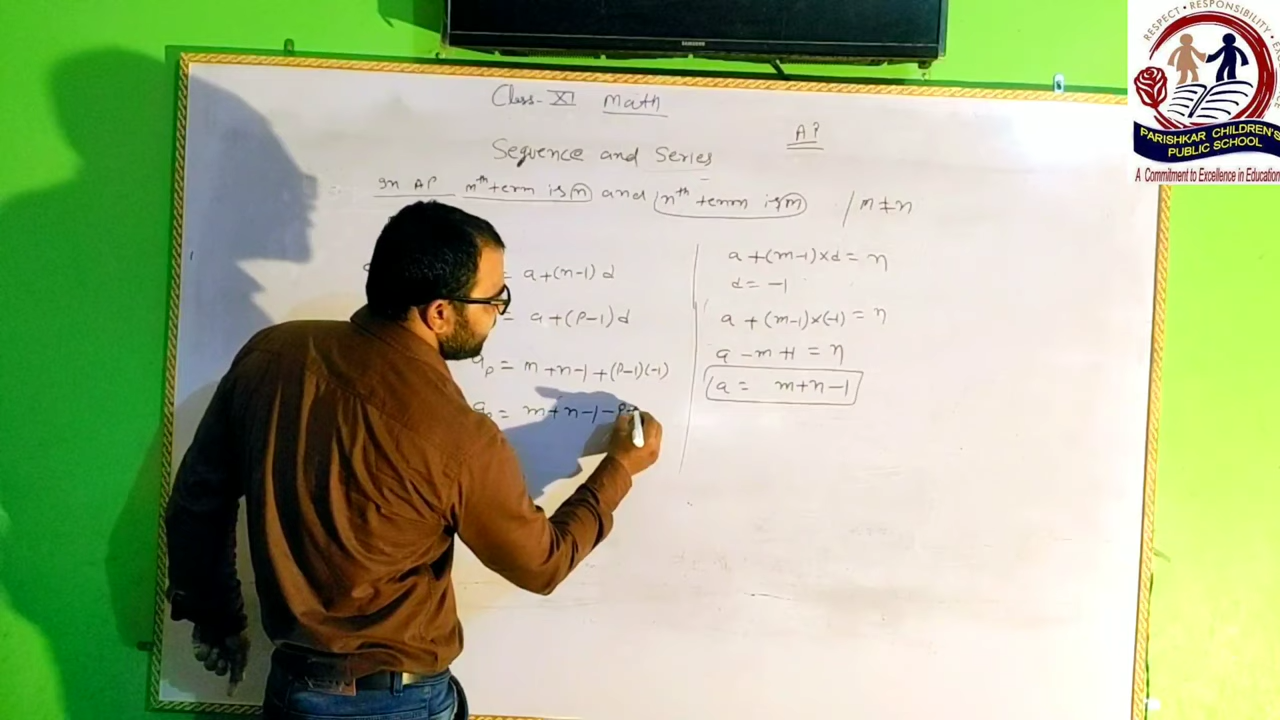 SAMSUNG
RESPECT • RESPONSIBILITY •
PARISHKAR CHILDREN'S
PUBLIC SCHOOL
A Commitment to Excellence in Education
Class-XI Math
AP
Sequence and Series
In AP mth term is n and nth term is m / m ≠ n
= a+(n-1)d
= a+(p-1)d
ap = m+n-1+(p-1)(-1)
ap = m+n-1-p
a+(m-1)×d = n
d = -1
a+(m-1)×(-1) = n
a-m+1 = n
a = m+n-1